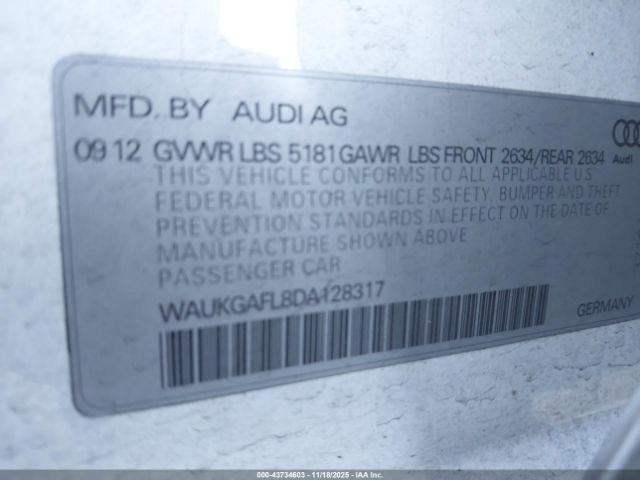 MFD. BY AUDI AG
09 12 GVWR LBS 5181 GAWR LBS FRONT 2634/REAR 2634
Audi
THIS VEHICLE CONFORMS TO ALL APPLICABLE U.S
FEDERAL MOTOR VEHICLE SAFETY, BUMPER AND THEFT
PREVENTION STANDARDS IN EFFECT ON THE DATE OF
MANUFACTURE SHOWN ABOVE
PASSENGER CAR
WAUKGAFL8DA128317
GERMANY
000-43734603 - 11/18/2025 - IAAI.com